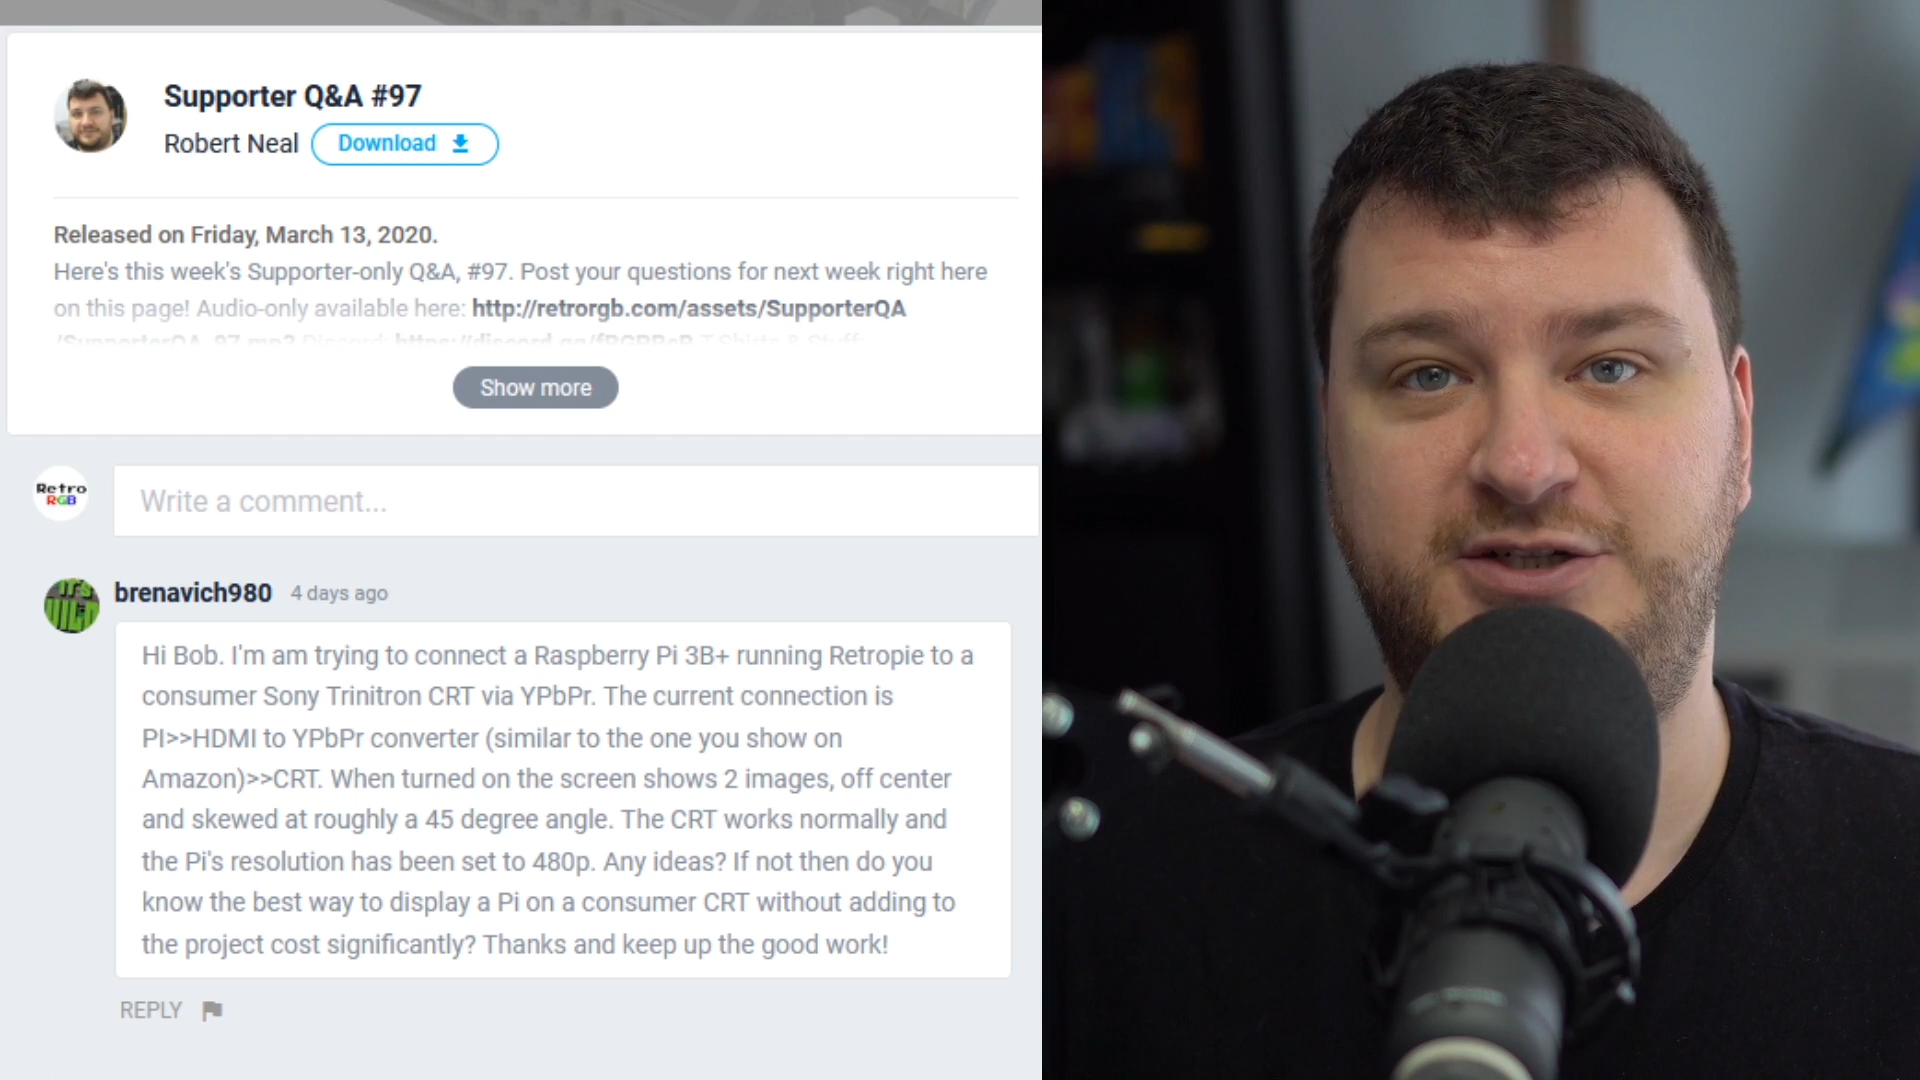 Supporter Q&A #97
Robert Neal
Download
Released on Friday, March 13, 2020.
Here's this week's Supporter-only Q&A, #97. Post your questions for next week right here
on this page! Audio-only available here: http://retrorgb.com/assets/SupporterQA
/SupporterQA_97.mp3 Discord: T-Shirts & Stuff:
Show more
Retro
RGB
Write a comment...
IT'S
brenavich980 4 days ago
Hi Bob. I'm am trying to connect a Raspberry Pi 3B+ running Retropie to a
consumer Sony Trinitron CRT via YPbPr. The current connection is
PI>>HDMI to YPbPr converter (similar to the one you show on
Amazon)>>CRT. When turned on the screen shows 2 images, off center
and skewed at roughly a 45 degree angle. The CRT works normally and
the Pi's resolution has been set to 480p. Any ideas? If not then do you
know the best way to display a Pi on a consumer CRT without adding to
the project cost significantly? Thanks and keep up the good work!
REPLY